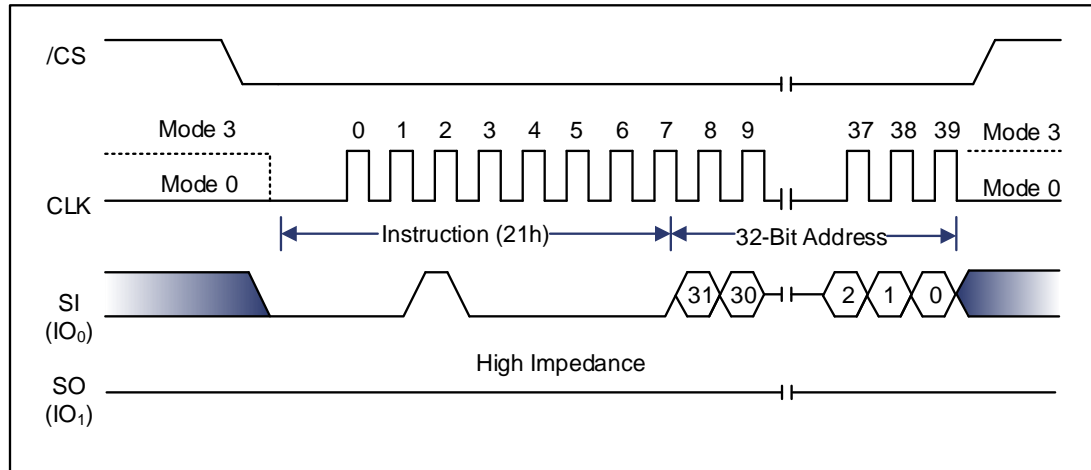 /CS
Mode 3 0 1 2 3 4 5 6 7 8 9 37 38 39 Mode 3
Mode 0 Mode 0
CLK
Instruction (21h) 32-Bit Address
SI 31 30 2 1 0
(IO0)
High Impedance
SO
(IO1)